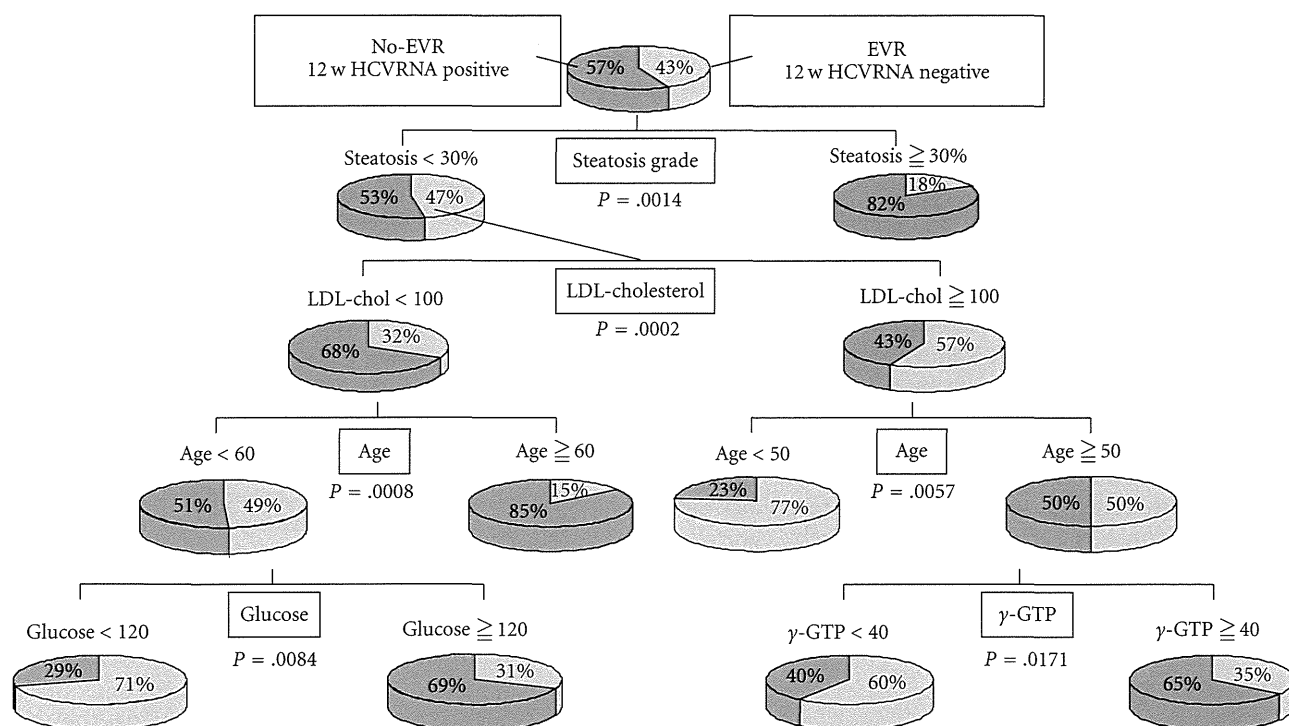 No-EVR
12 w HCVRNA positive
57%
43%
EVR
12 w HCVRNA negative
Steatosis < 30%
Steatosis grade
Steatosis ≧ 30%
53%
47%
P = .0014
18%
82%
LDL-chol < 100
LDL-cholesterol
LDL-chol ≧ 100
32%
68%
P = .0002
43%
57%
Age < 60
Age
Age ≧ 60
Age < 50
Age
Age ≧ 50
51%
49%
P = .0008
15%
85%
23%
77%
P = .0057
50%
50%
Glucose < 120
Glucose
Glucose ≧ 120
γ-GTP < 40
γ-GTP
γ-GTP ≧ 40
29%
71%
P = .0084
31%
69%
40%
60%
P = .0171
35%
65%